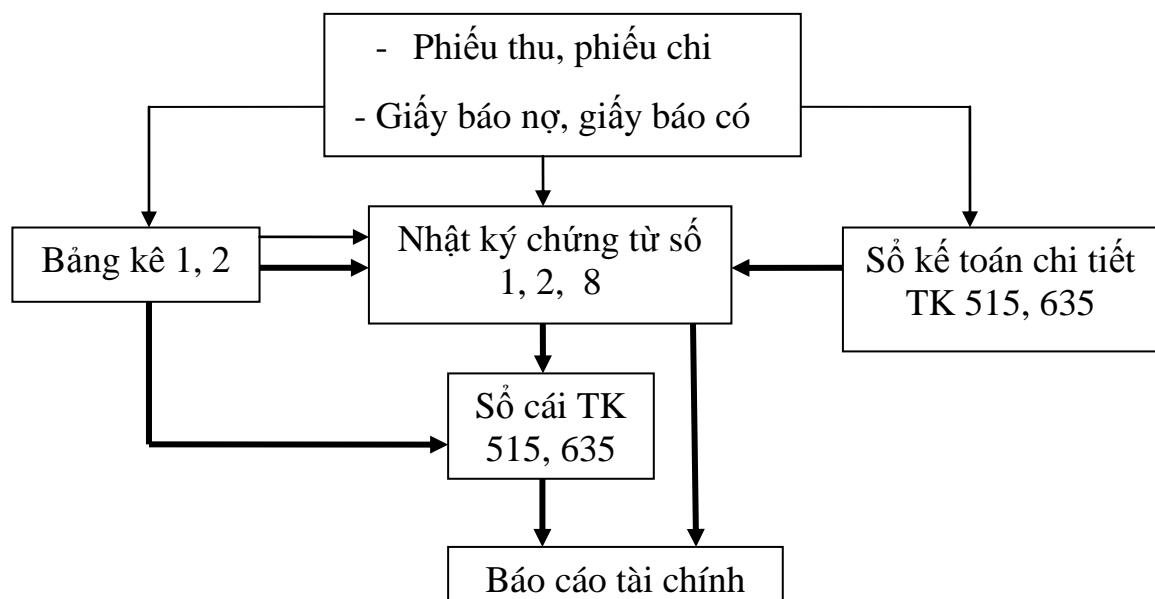 - Phiếu thu, phiếu chi
- Giấy báo nợ, giấy báo có
Bảng kê 1, 2
Nhật ký chứng từ số
1, 2, 8
Sổ kế toán chi tiết
TK 515, 635
Sổ cái TK
515, 635
Báo cáo tài chính